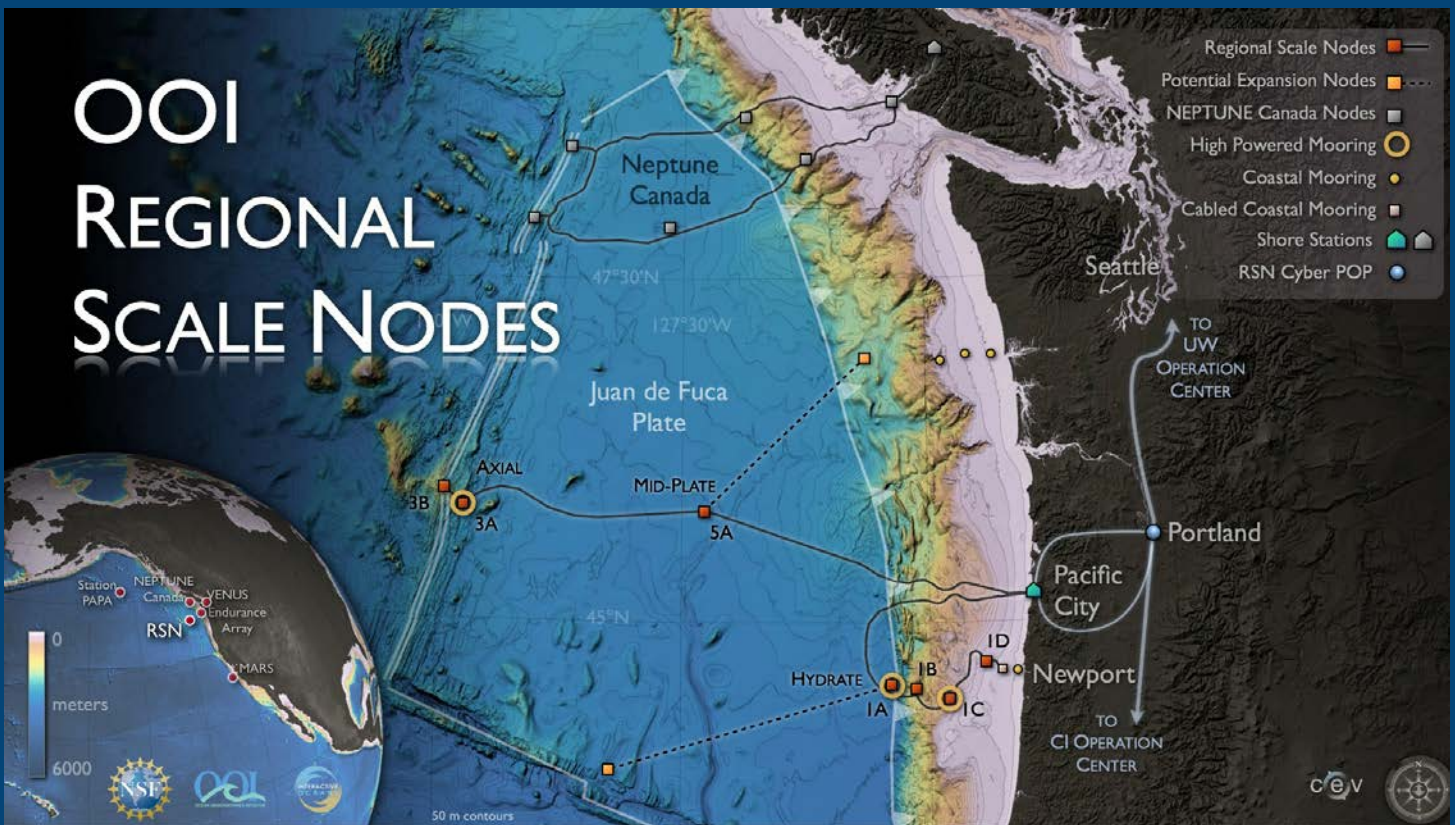 OOI
REGIONAL
SCALE NODES
Regional Scale Nodes
Potential Expansion Nodes
NEPTUNE Canada Nodes
High Powered Mooring
Coastal Mooring
Cabled Coastal Mooring
Shore Stations
RSN Cyber POP
Neptune
Canada
47°30'N
127°30'W
Seattle
TO
UW
OPERATION
CENTER
Juan de Fuca
Plate
AXIAL
3B
3A
MID-PLATE
5A
Portland
Pacific
City
45°N
HYDRATE
1A
1B
1C
1D
Newport
TO
CI OPERATION
CENTER
Station
PAPA
NEPTUNE
Canada
VENUS
Endurance
Array
RSN
MARS
0
meters
6000
NSF
OOI
50 m contours
cev
N